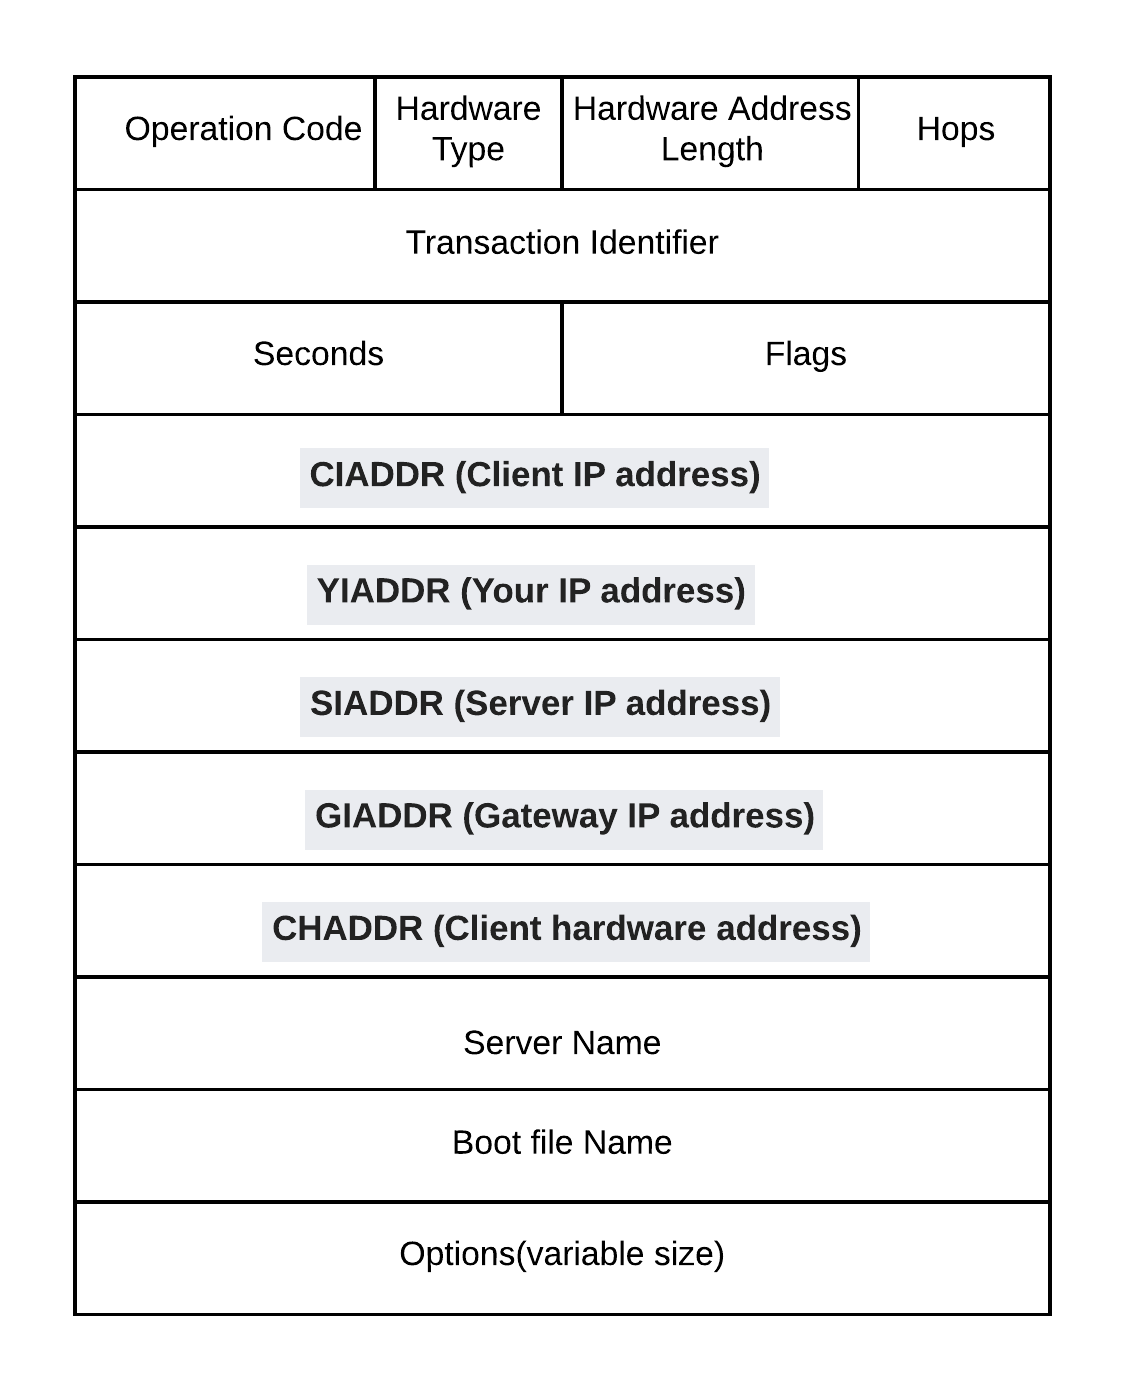 Operation Code
Hardware
Type
Hardware Address
Length
Hops
Transaction Identifier
Seconds
Flags
CIADDR (Client IP address)
YIADDR (Your IP address)
SIADDR (Server IP address)
GIADDR (Gateway IP address)
CHADDR (Client hardware address)
Server Name
Boot file Name
Options(variable size)